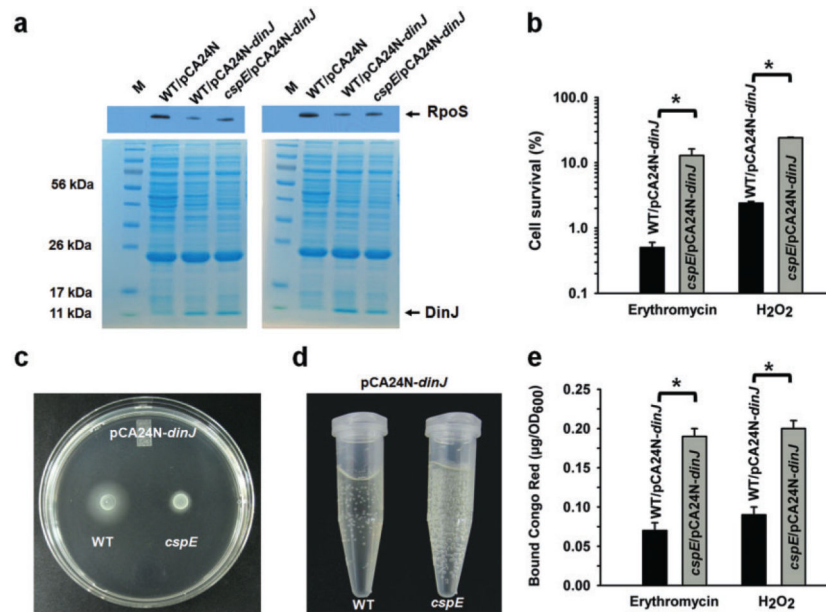 a
M
WT/pCA24N
WT/pCA24N-dinJ
cspE/pCA24N-dinJ
M
WT/pCA24N
WT/pCA24N-dinJ
cspE/pCA24N-dinJ
RpoS
56 kDa
26 kDa
17 kDa
11 kDa
DinJ
b
Cell survival (%)
100.0
10.0
1.0
0.1
*
*
WT/pCA24N-dinJ
cspE/pCA24N-dinJ
WT/pCA24N-dinJ
cspE/pCA24N-dinJ
Erythromycin
H2O2
c
pCA24N-dinJ
WT
cspE
d
pCA24N-dinJ
WT
cspE
e
Bound Congo Red (µg/OD600)
0.25
0.20
0.15
0.10
0.05
0.00
*
*
WT/pCA24N-dinJ
cspE/pCA24N-dinJ
WT/pCA24N-dinJ
cspE/pCA24N-dinJ
Erythromycin
H2O2